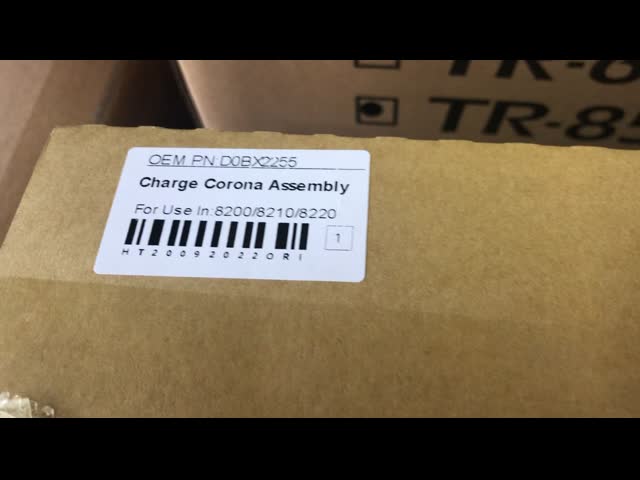 TR-85
OEM PN:D0BX2255
Charge Corona Assembly
For Use In:8200/8210/8220
1
HT20092022ORI